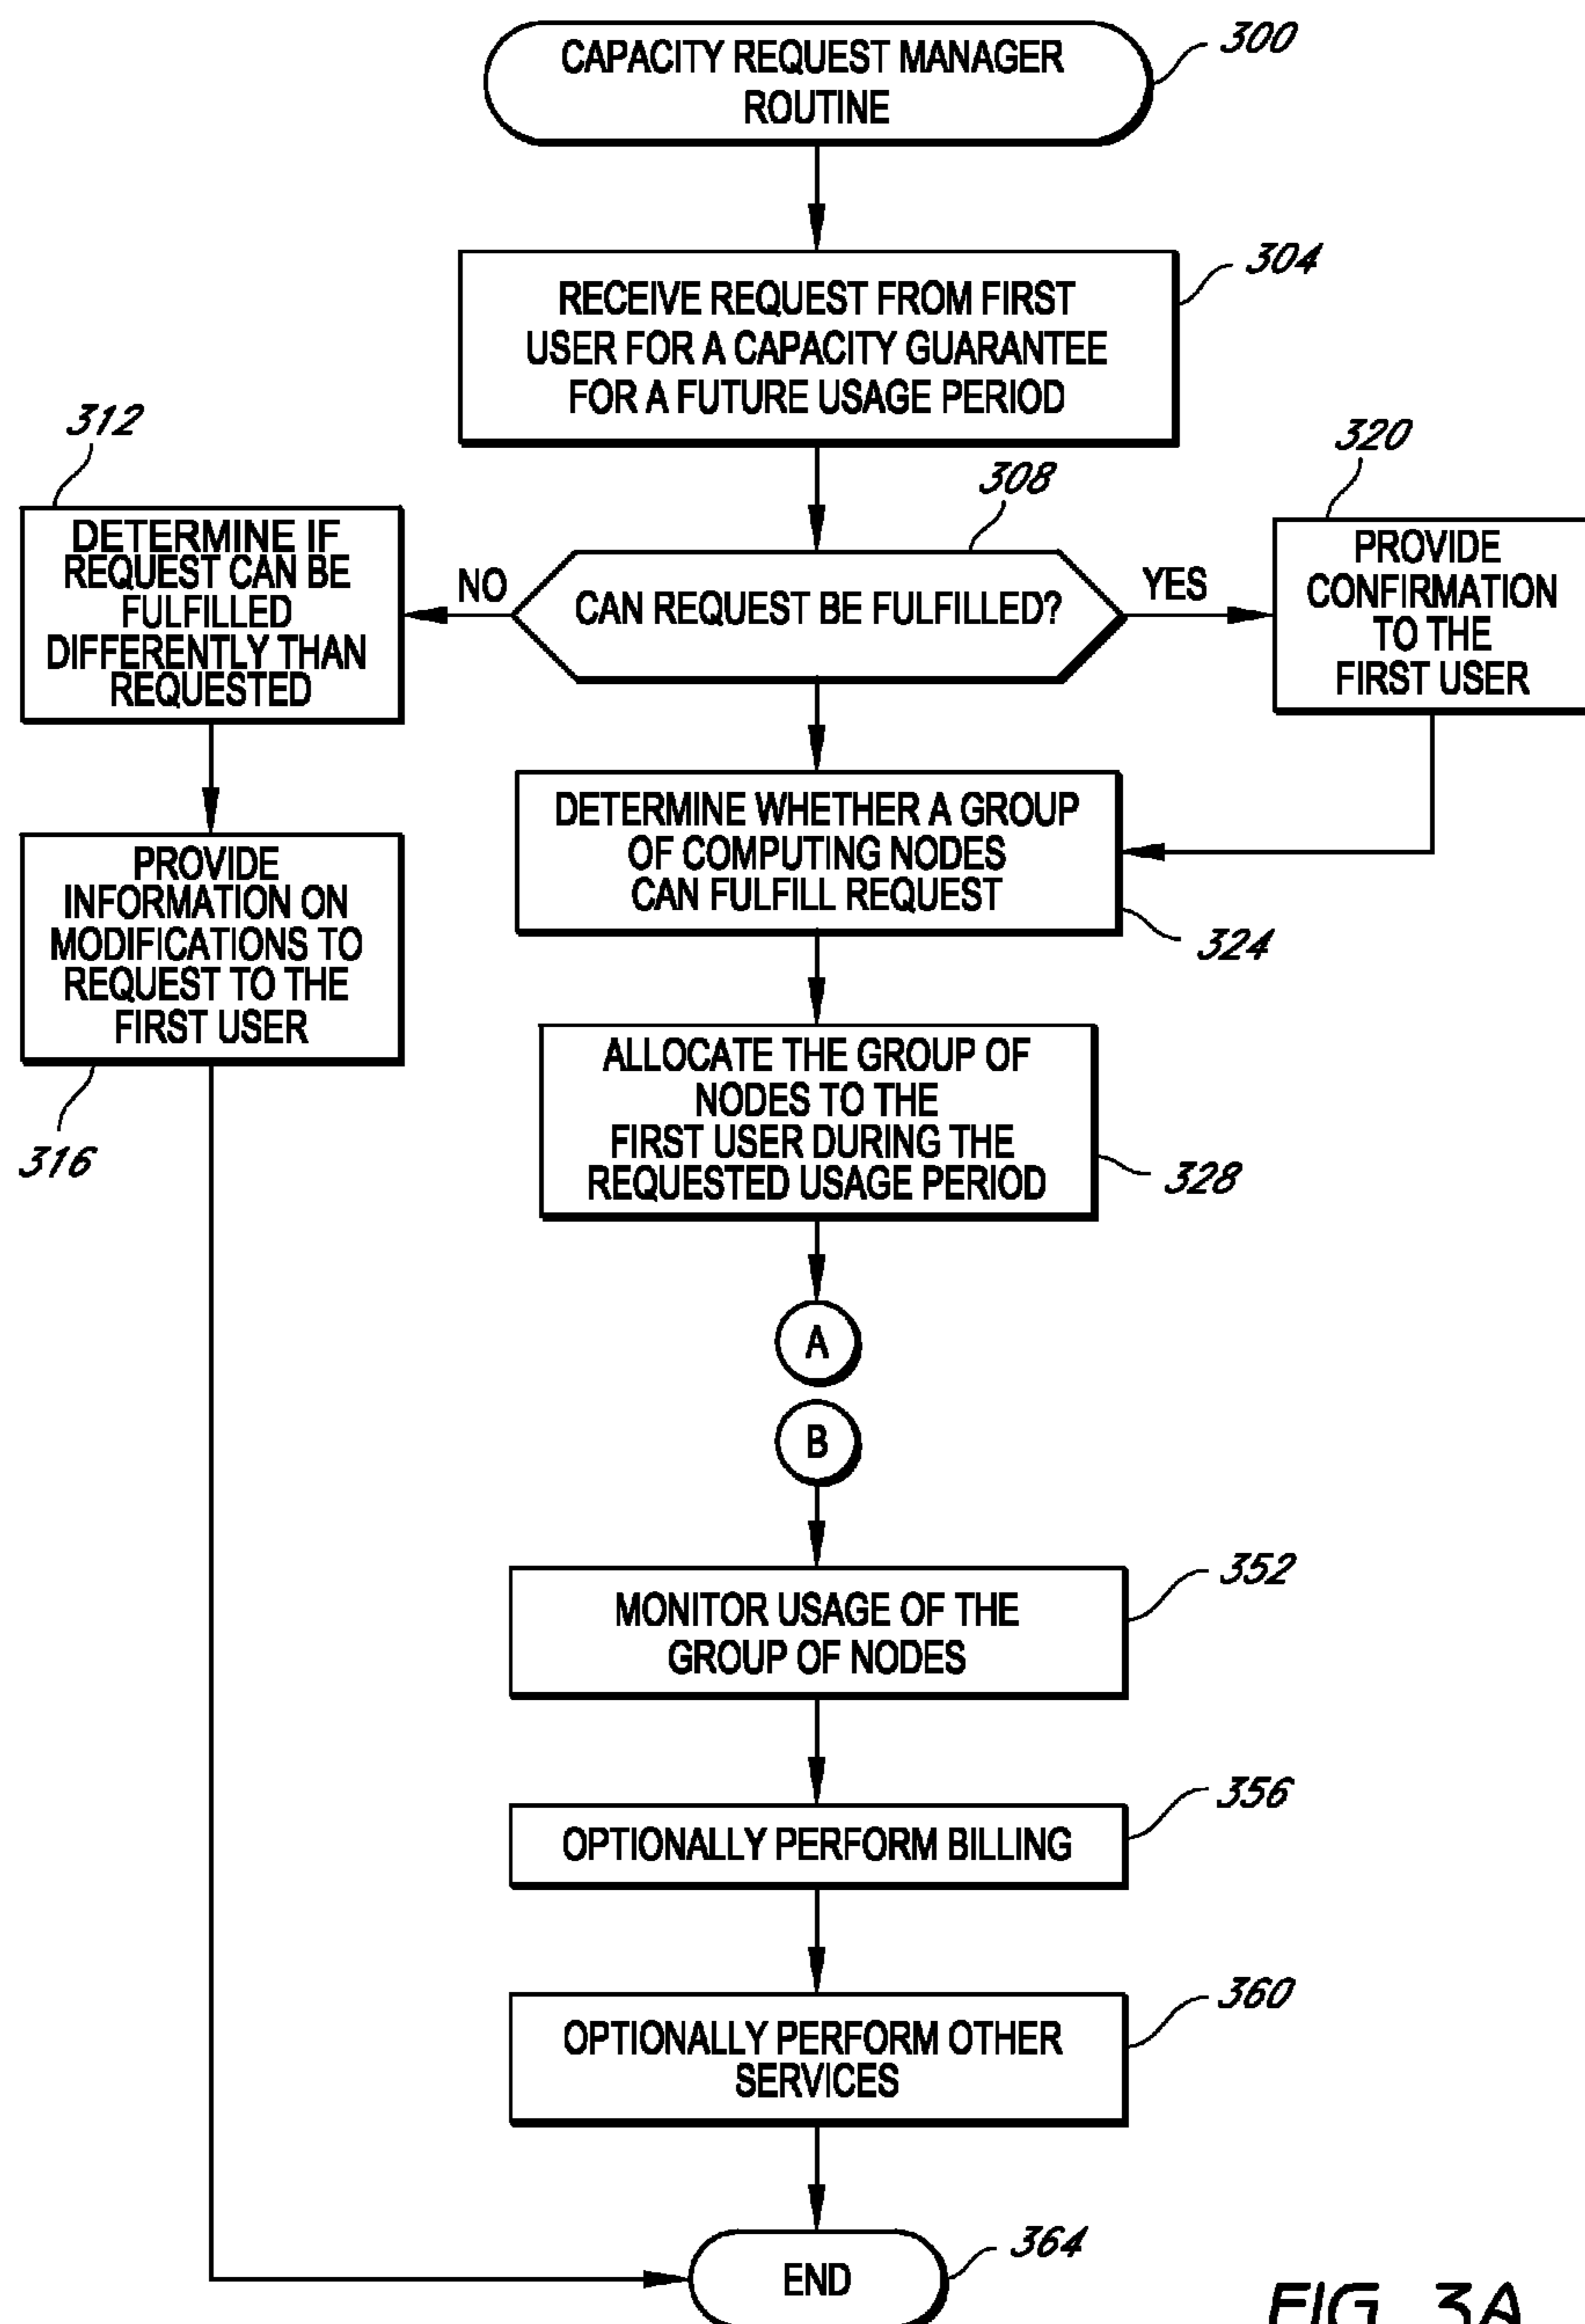 CAPACITY REQUEST MANAGER
ROUTINE
300
RECEIVE REQUEST FROM FIRST
USER FOR A CAPACITY GUARANTEE
FOR A FUTURE USAGE PERIOD
304
308
CAN REQUEST BE FULFILLED?
NO
YES
312
DETERMINE IF
REQUEST CAN BE
FULFILLED
DIFFERENTLY THAN
REQUESTED
320
PROVIDE
CONFIRMATION
TO THE
FIRST USER
PROVIDE
INFORMATION ON
MODIFICATIONS TO
REQUEST TO THE
FIRST USER
316
DETERMINE WHETHER A GROUP
OF COMPUTING NODES
CAN FULFILL REQUEST
324
ALLOCATE THE GROUP OF
NODES TO THE
FIRST USER DURING THE
REQUESTED USAGE PERIOD
328
A
B
MONITOR USAGE OF THE
GROUP OF NODES
352
OPTIONALLY PERFORM BILLING
356
OPTIONALLY PERFORM OTHER
SERVICES
360
END
364
FIG. 3A